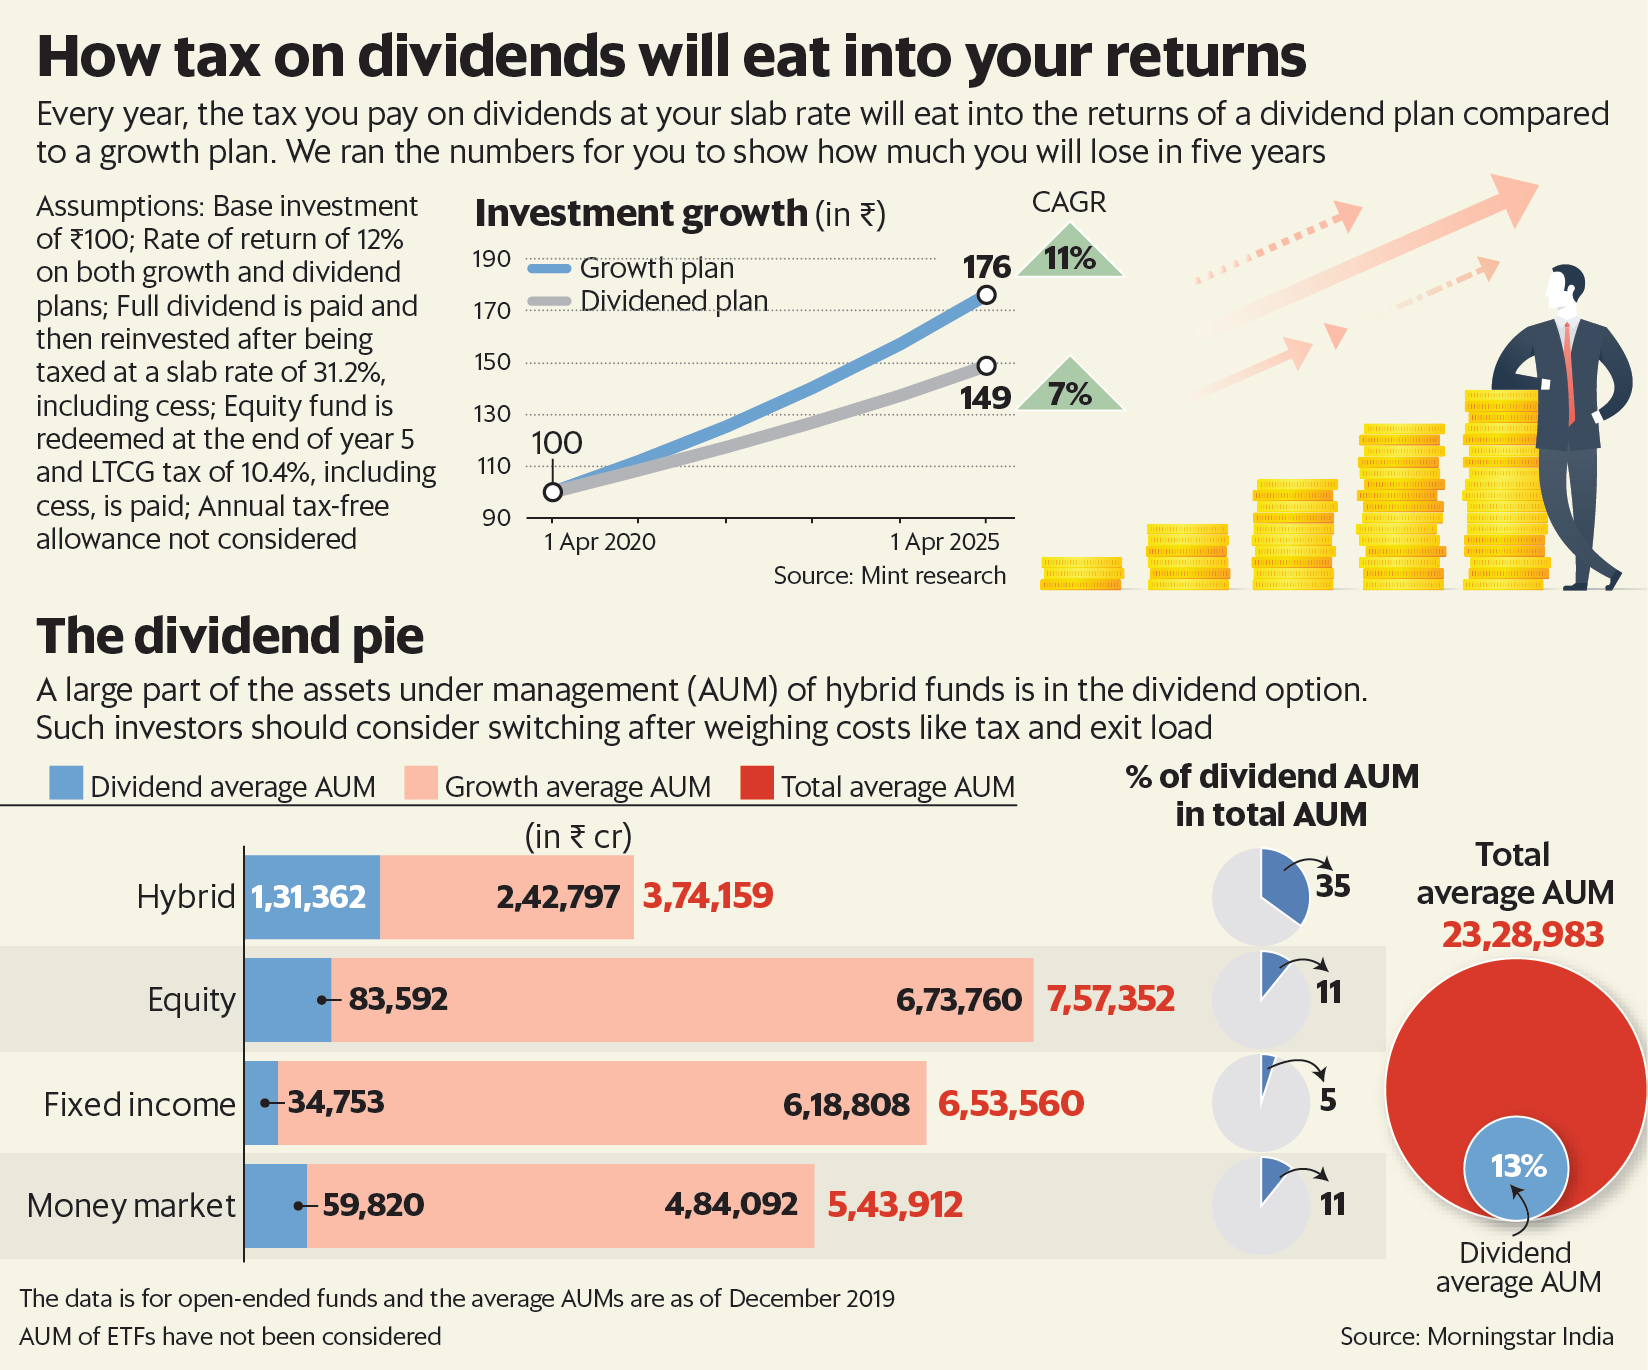 How tax on dividends will eat into your returns
Every year, the tax you pay on dividends at your slab rate will eat into the returns of a dividend plan compared
to a growth plan. We ran the numbers for you to show how much you will lose in five years
Assumptions: Base investment
of ₹100; Rate of return of 12%
on both growth and dividend
plans; Full dividend is paid and
then reinvested after being
taxed at a slab rate of 31.2%,
including cess; Equity fund is
redeemed at the end of year 5
and LTCG tax of 10.4%, including
cess, is paid; Annual tax-free
allowance not considered
Investment growth (in ₹)
CAGR
190
170
150
130
110
90
Growth plan
Dividened plan
100
176
11%
149
7%
1 Apr 2020
1 Apr 2025
Source: Mint research
The dividend pie
A large part of the assets under management (AUM) of hybrid funds is in the dividend option.
Such investors should consider switching after weighing costs like tax and exit load
Dividend average AUM
Growth average AUM
Total average AUM
(in ₹ cr)
% of dividend AUM
in total AUM
Hybrid
1,31,362
2,42,797
3,74,159
35
Equity
83,592
6,73,760
7,57,352
11
Fixed income
34,753
6,18,808
6,53,560
5
Money market
59,820
4,84,092
5,43,912
11
Total
average AUM
23,28,983
13%
Dividend
average AUM
The data is for open-ended funds and the average AUMs are as of December 2019
AUM of ETFs have not been considered
Source: Morningstar India